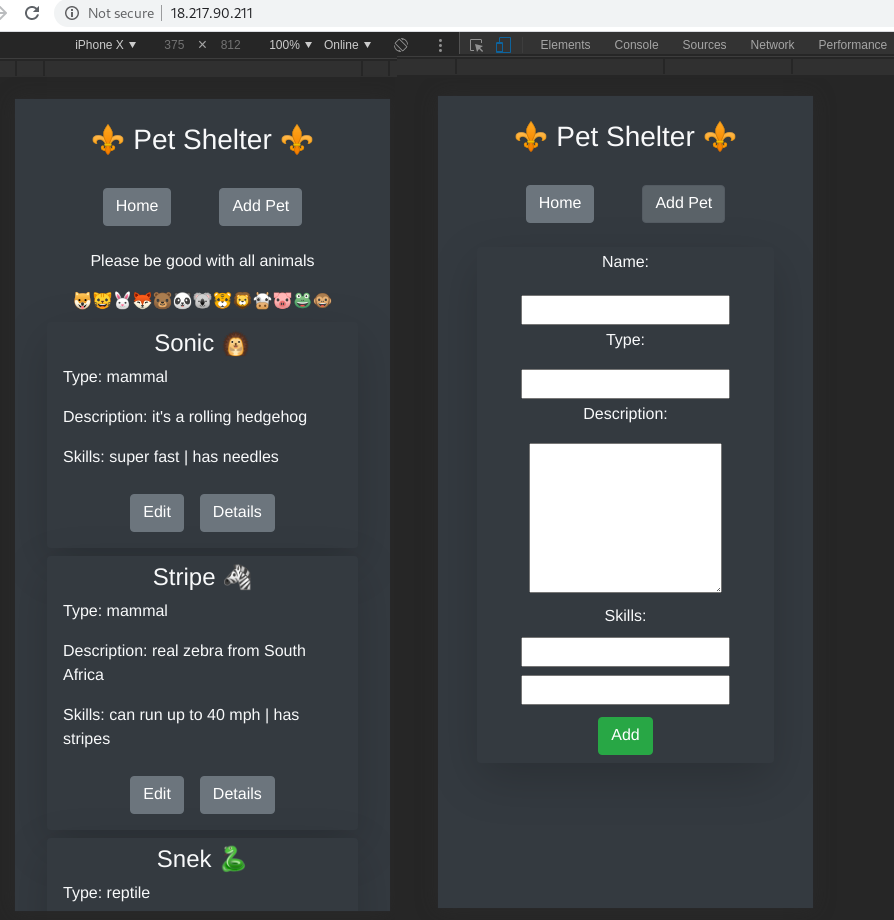 Not secure 18.217.90.211
iPhone X ▼ 375 × 812 100% ▼ Online ▼ Elements Console Sources Network Performance
⚜️ Pet Shelter ⚜️
Home Add Pet
Please be good with all animals
Sonic 🦔
Type: mammal
Description: it's a rolling hedgehog
Skills: super fast | has needles
Edit Details
Stripe 🦓
Type: mammal
Description: real zebra from South
Africa
Skills: can run up to 40 mph | has
stripes
Edit Details
Snek 🐍
Type: reptile
⚜️ Pet Shelter ⚜️
Home Add Pet
Name:
Type:
Description:
Skills:
Add